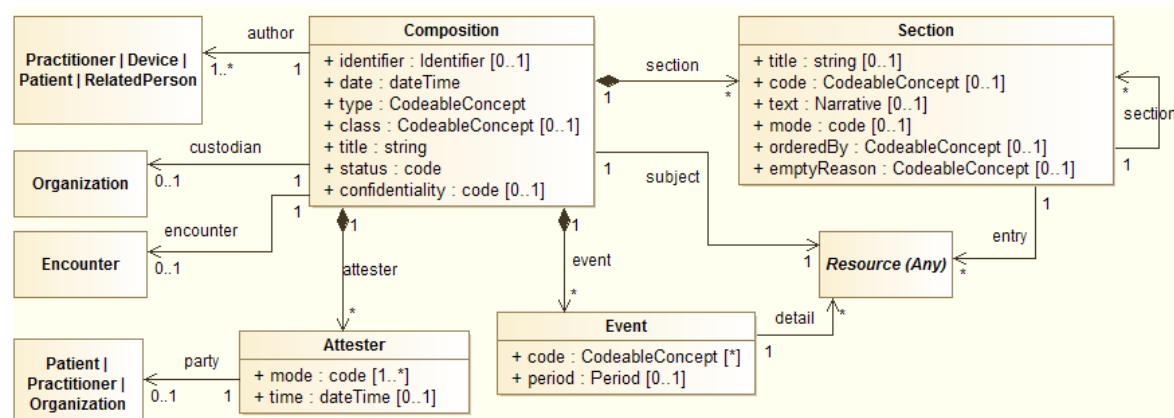 Practitioner | Device |
Patient | RelatedPerson
author
1..*
1
Composition
+ identifier : Identifier [0..1]
+ date : dateTime
+ type : CodeableConcept
+ class : CodeableConcept [0..1]
+ title : string
+ status : code
+ confidentiality : code [0..1]
section
1
*
Section
+ title : string [0..1]
+ code : CodeableConcept [0..1]
+ text : Narrative [0..1]
+ mode : code [0..1]
+ orderedBy : CodeableConcept [0..1]
+ emptyReason : CodeableConcept [0..1]
*
section
1
Organization
custodian
0..1
1
Encounter
encounter
0..1
1
1
subject
1
1
entry
*
Resource (Any)
1
attester
*
1
event
*
Event
+ code : CodeableConcept [*]
+ period : Period [0..1]
detail
1
*
Attester
+ mode : code [1..*]
+ time : dateTime [0..1]
party
0..1
1
Patient |
Practitioner |
Organization